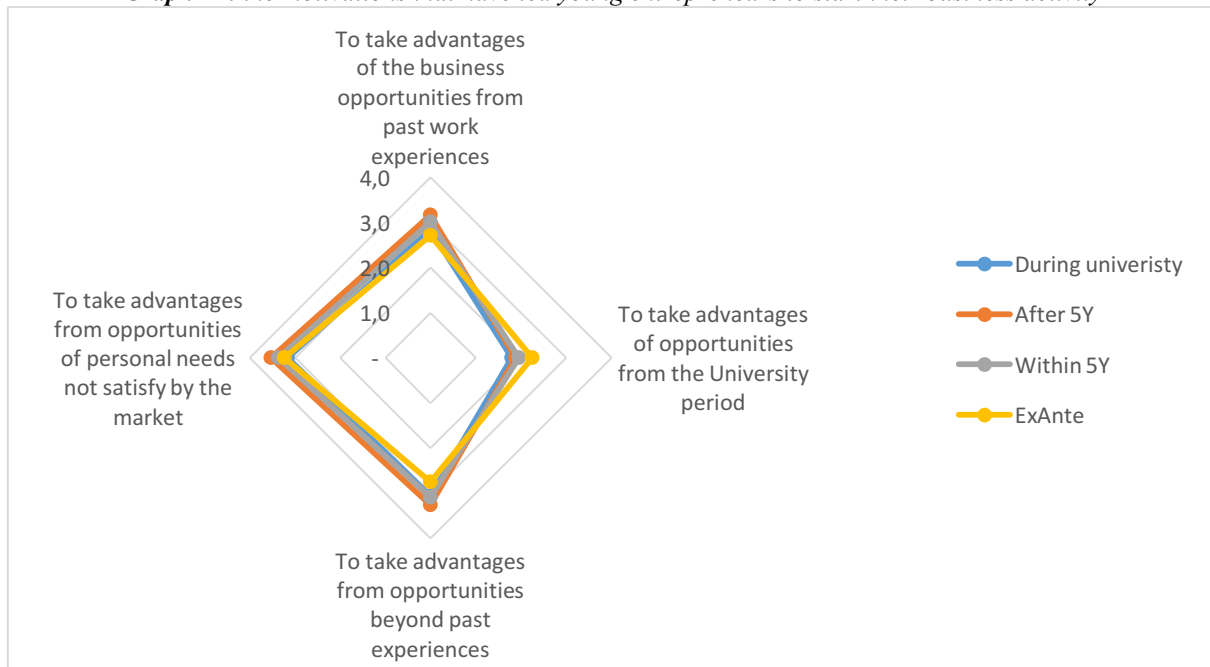 To take advantages
of the business
opportunities from
past work
experiences
4,0
3,0
2,0
1,0
-
To take advantages
from opportunities
of personal needs
not satisfy by the
market
To take advantages
of opportunities
from the University
period
To take advantages
from opportunities
beyond past
experiences
During univeristy
After 5Y
Within 5Y
ExAnte